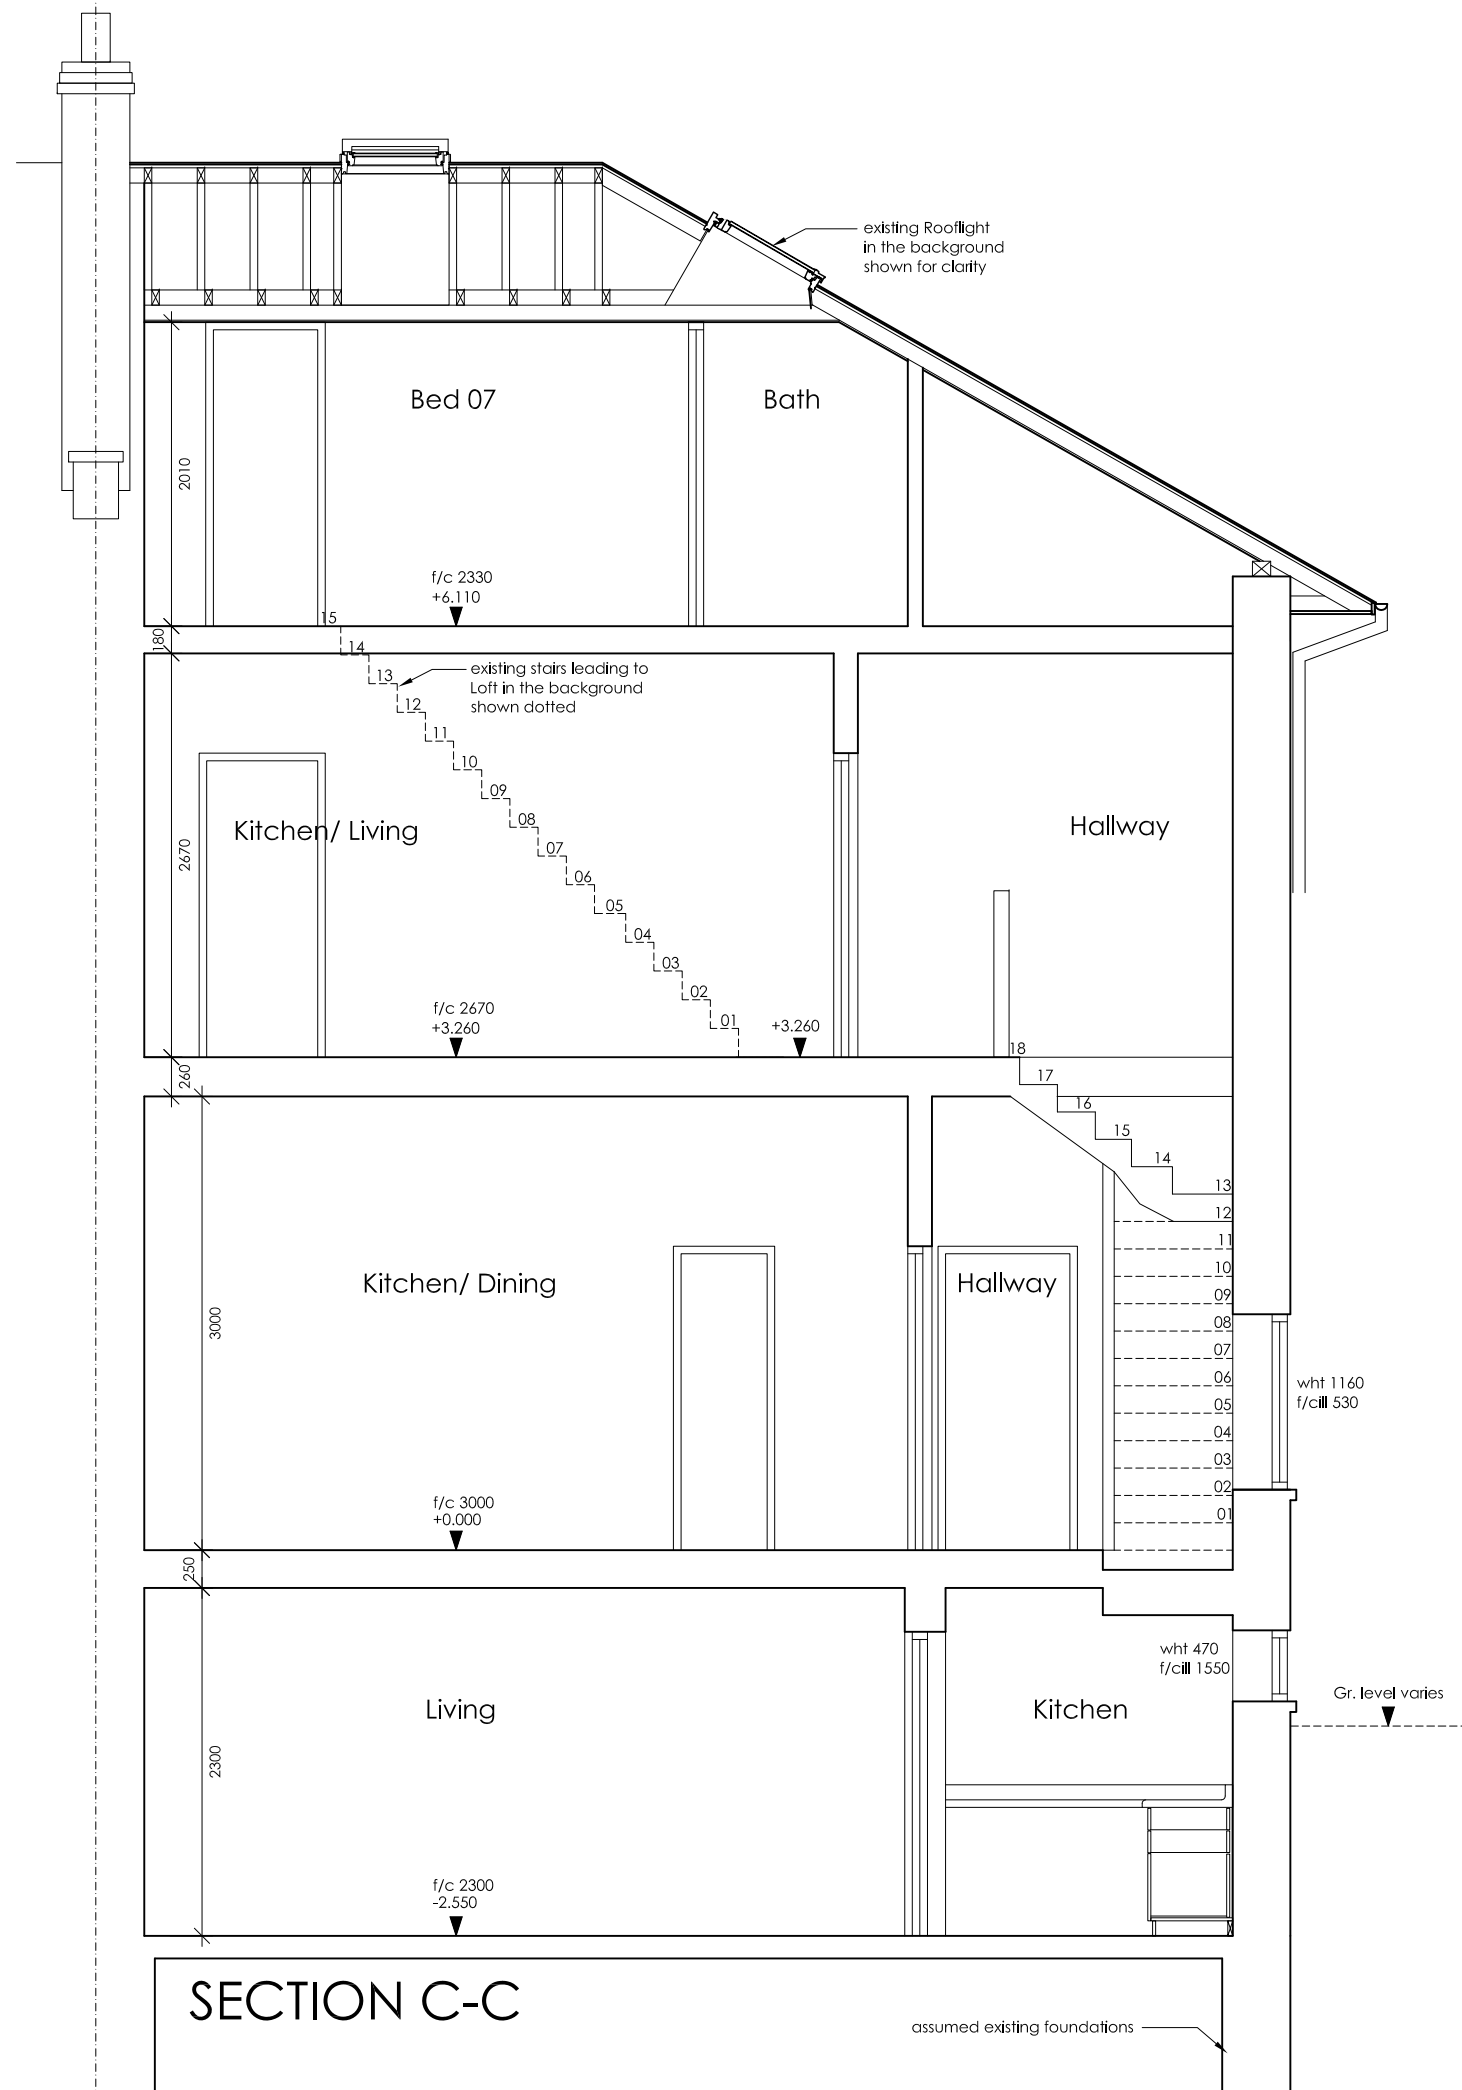 existing Rooflight
in the background
shown for clarity
Bed 07
Bath
2010
f/c 2330
+6.110
180
15
14
13
12
11
10
09
08
07
06
05
04
03
02
01
existing stairs leading to
Loft in the background
shown dotted
Kitchen/ Living
Hallway
2670
f/c 2670
+3.260
+3.260
260
18
17
16
15
14
13
12
11
10
09
08
07
06
05
04
03
02
01
Kitchen/ Dining
Hallway
3000
wht 1160
f/cill 530
f/c 3000
+0.000
250
wht 470
f/cill 1550
Gr. level varies
Living
Kitchen
2300
f/c 2300
-2.550
SECTION C-C
assumed existing foundations